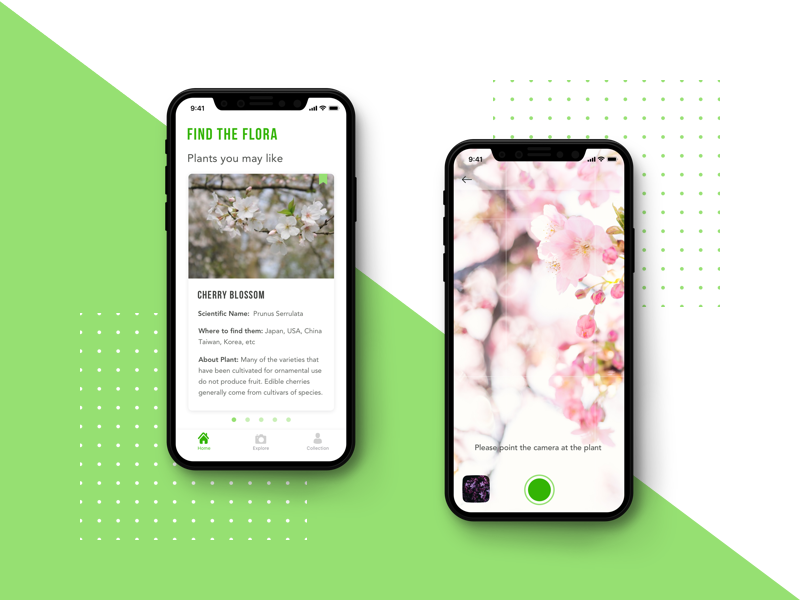 9:41
FIND THE FLORA
Plants you may like
CHERRY BLOSSOM
Scientific Name: Prunus Serrulata
Where to find them: Japan, USA, China
Taiwan, Korea, etc
About Plant: Many of the varieties that
have been cultivated for ornamental use
do not produce fruit. Edible cherries
generally come from cultivars of species.
Home
Explore
Collection
9:41
Please point the camera at the plant